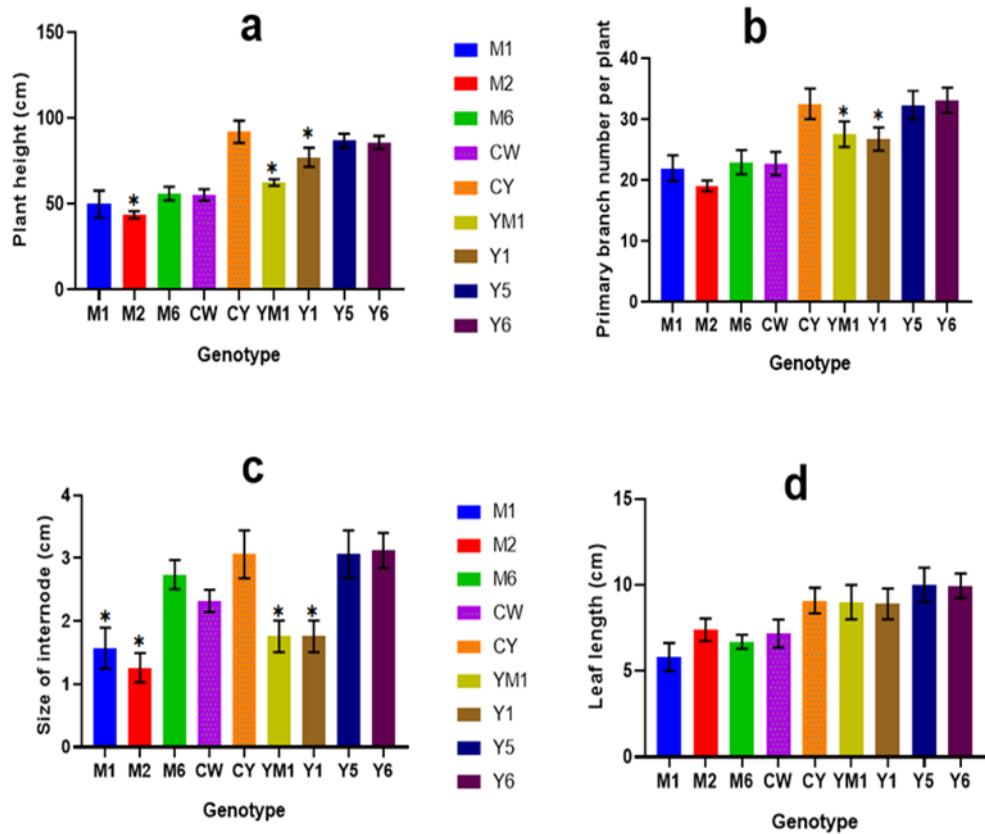 a
Plant height (cm)
150
100
50
0
*
*
*
M1 M2 M6 CW CY YM1 Y1 Y5 Y6
Genotype
M1
M2
M6
CW
CY
YM1
Y1
Y5
Y6
b
Primary branch number per plant
40
30
20
10
0
*
*
M1 M2 M6 CW CY YM1 Y1 Y5 Y6
Genotype
c
Size of internode (cm)
4
3
2
1
0
*
*
*
*
M1 M2 M6 CW CY YM1 Y1 Y5 Y6
Genotype
M1
M2
M6
CW
CY
YM1
Y1
Y5
Y6
d
Leaf length (cm)
15
10
5
0
M1 M2 M6 CW CY YM1 Y1 Y5 Y6
Genotype